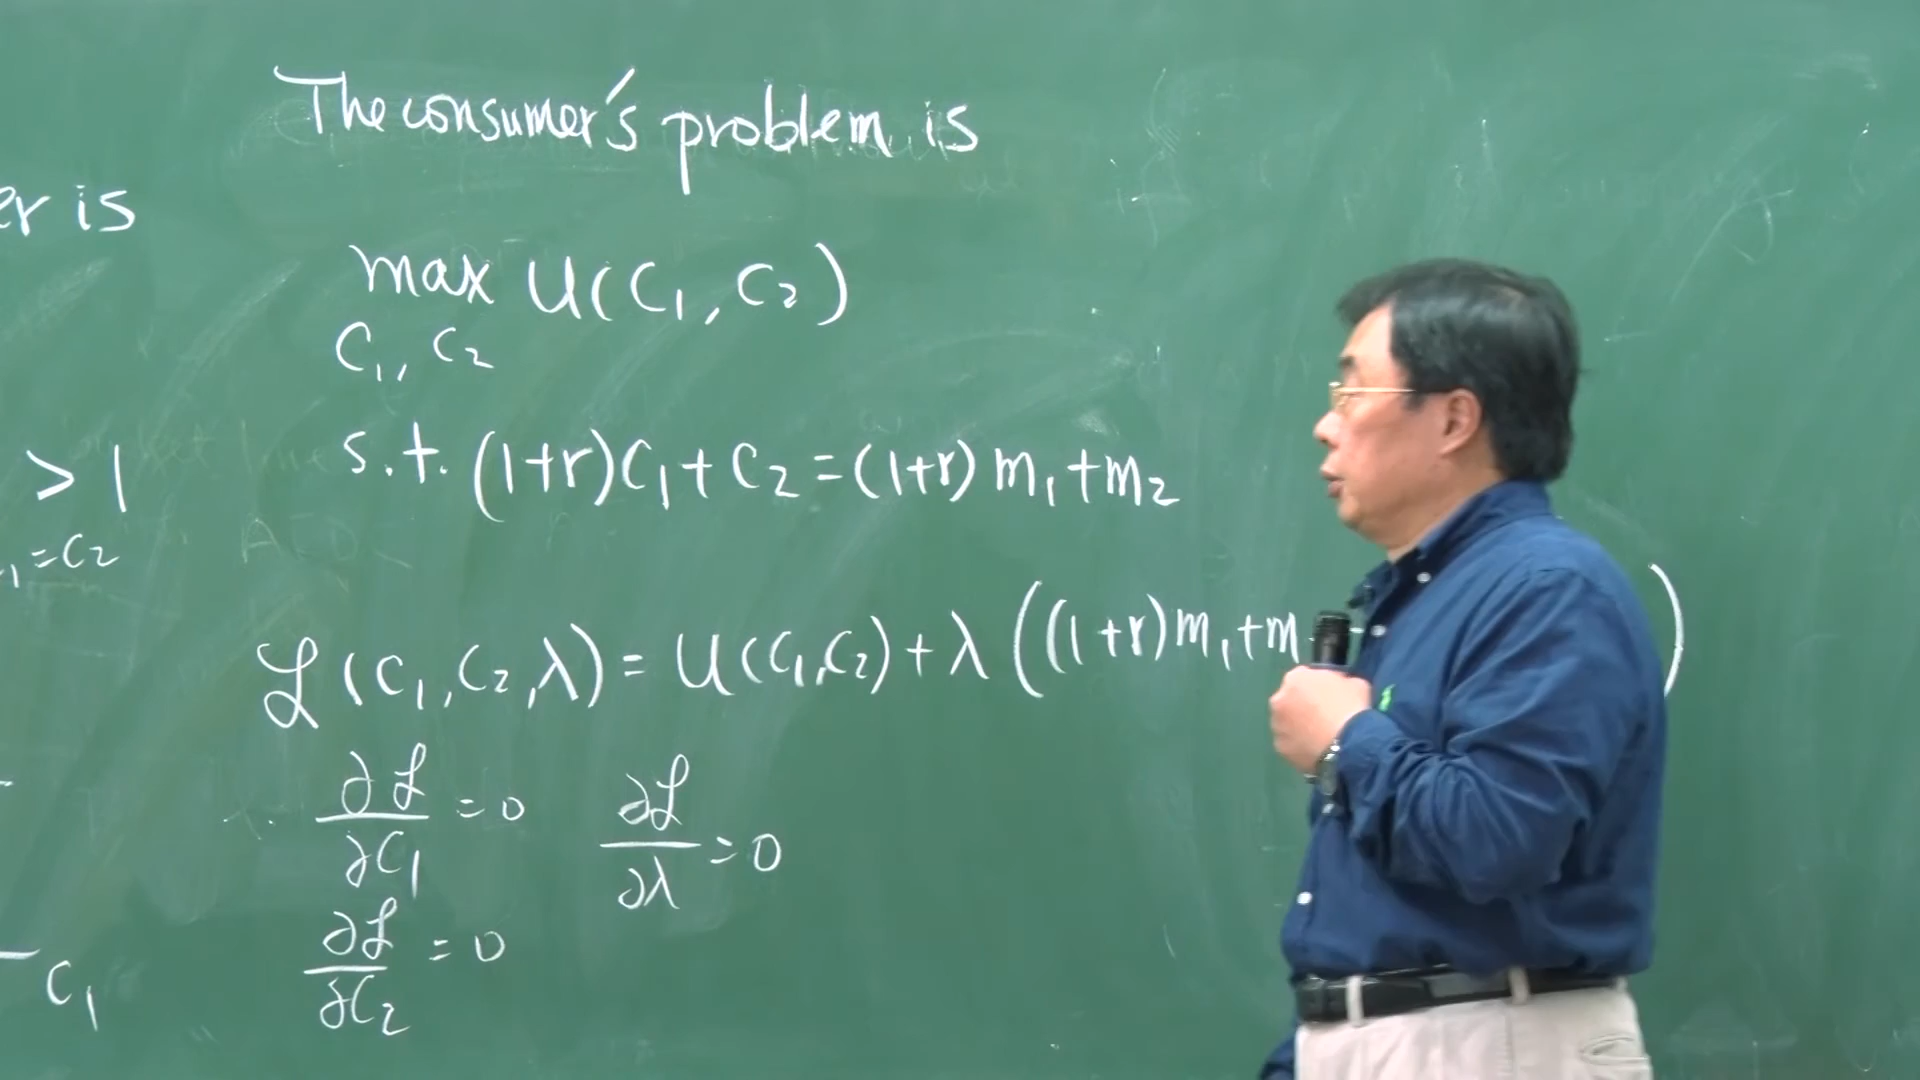 The consumer's problem is
er is
max U(C₁, C₂)
C₁, C₂
s.t. (1+r)C₁+C₂=(1+r)m₁+m₂
> 1
₁=C₂
ℒ(C₁,C₂,λ)=U(C₁,C₂)+λ((1+r)m₁+m )
∂ℒ/∂C₁ =0 ∂ℒ/∂λ =0
∂ℒ/∂C₂ =0
C₁